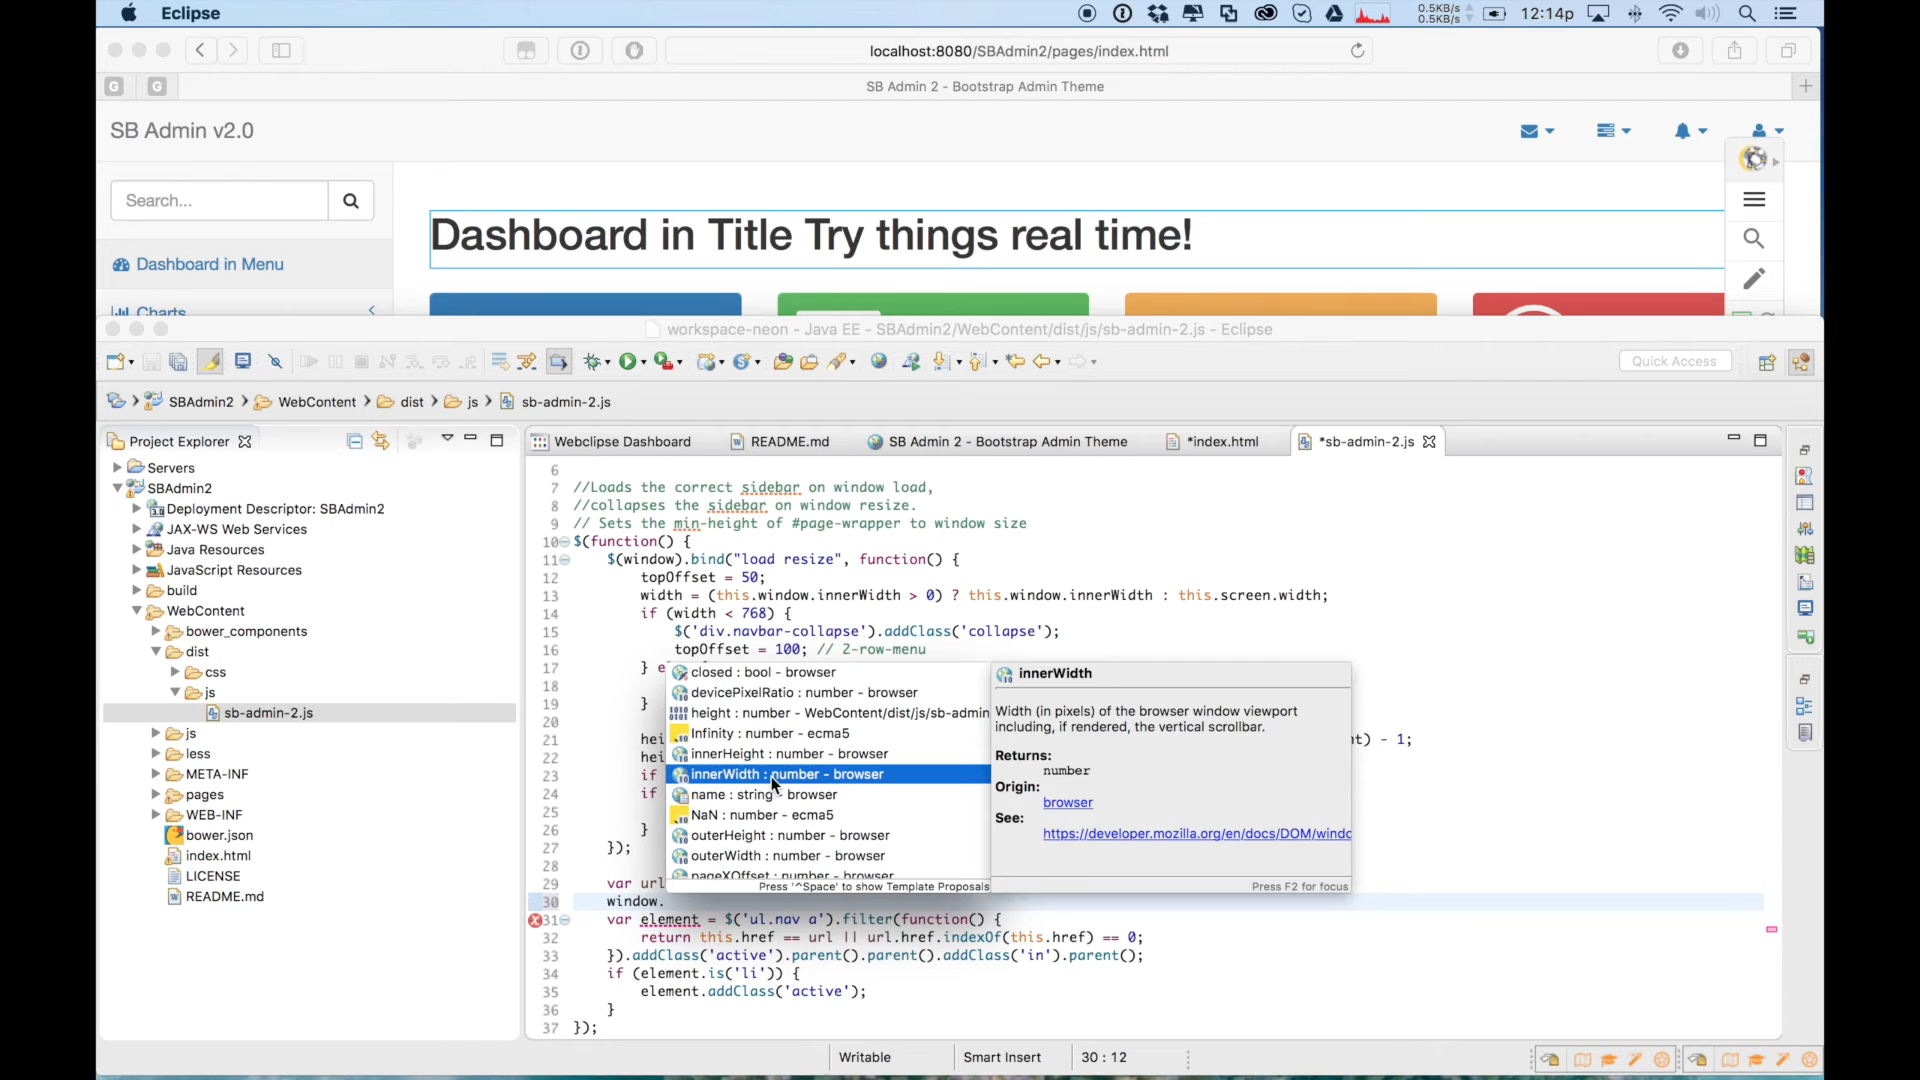 Eclipse
0.5KB/s
0.5KB/s
12:14p
localhost:8080/SBAdmin2/pages/index.html
G
G
SB Admin 2 - Bootstrap Admin Theme
SB Admin v2.0
Search...
Dashboard in Title Try things real time!
Dashboard in Menu
Charts
workspace-neon - Java EE - SBAdmin2/WebContent/dist/js/sb-admin-2.js - Eclipse
Quick Access
SBAdmin2
WebContent
dist
js
sb-admin-2.js
Project Explorer
Webclipse Dashboard
README.md
SB Admin 2 - Bootstrap Admin Theme
*index.html
*sb-admin-2.js
Servers
SBAdmin2
Deployment Descriptor: SBAdmin2
JAX-WS Web Services
Java Resources
JavaScript Resources
build
WebContent
bower_components
dist
css
js
sb-admin-2.js
js
less
META-INF
pages
WEB-INF
bower.json
index.html
LICENSE
README.md
6
7 //Loads the correct sidebar on window load,
8 //collapses the sidebar on window resize.
9 // Sets the min-height of #page-wrapper to window size
10 $(function() {
11 $(window).bind("load resize", function() {
12 topOffset = 50;
13 width = (this.window.innerWidth > 0) ? this.window.innerWidth : this.screen.width;
14 if (width < 768) {
15 $('div.navbar-collapse').addClass('collapse');
16 topOffset = 100; // 2-row-menu
17 } e
18
19 }
20
21 hei
t) - 1;
22 hei
23 if
24 if
25
26 }
27 });
28
29 var url
30 window.
31 var element = $('ul.nav a').filter(function() {
32 return this.href == url || url.href.indexOf(this.href) == 0;
33 }).addClass('active').parent().parent().addClass('in').parent();
34 if (element.is('li')) {
35 element.addClass('active');
36 }
37 });
closed : bool - browser
devicePixelRatio : number - browser
height : number - WebContent/dist/js/sb-admin
Infinity : number - ecma5
innerHeight : number - browser
innerWidth : number - browser
name : string - browser
NaN : number - ecma5
outerHeight : number - browser
outerWidth : number - browser
pageXOffset : number - browser
Press '^Space' to show Template Proposals
innerWidth
Width (in pixels) of the browser window viewport
including, if rendered, the vertical scrollbar.
Returns:
number
Origin:
browser
See:
https://developer.mozilla.org/en/docs/DOM/windo
Press F2 for focus
Writable
Smart Insert
30 : 12